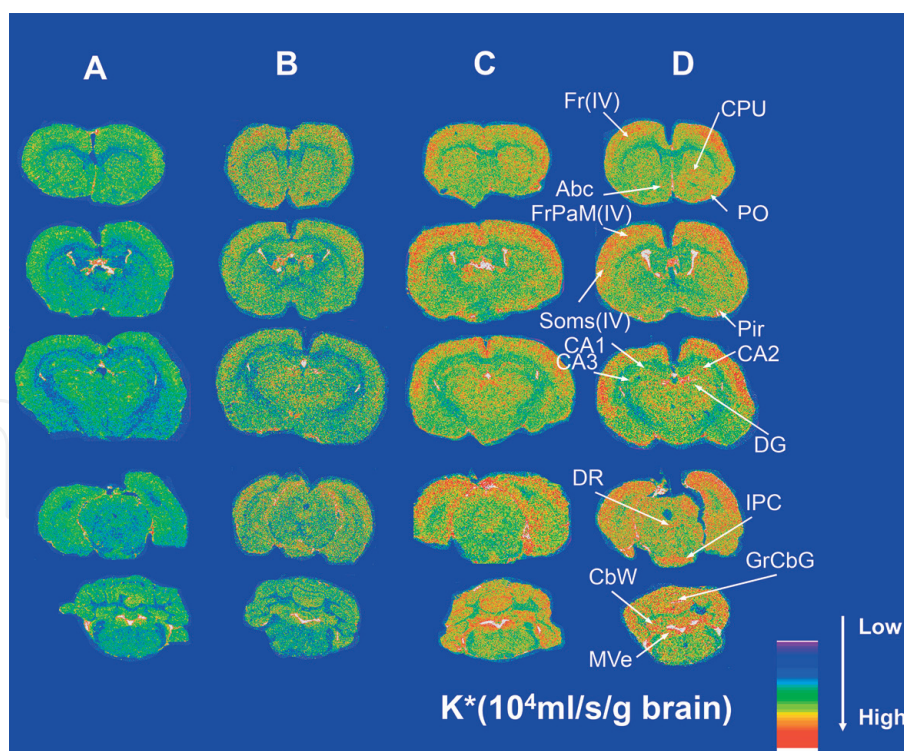 A B C D
Fr(IV)
CPU
Abc
PO
FrPaM(IV)
Soms(IV)
Pir
CA1
CA2
CA3
DG
DR
IPC
GrCbG
CbW
MVe
Low
High
K*(10⁴ml/s/g brain)